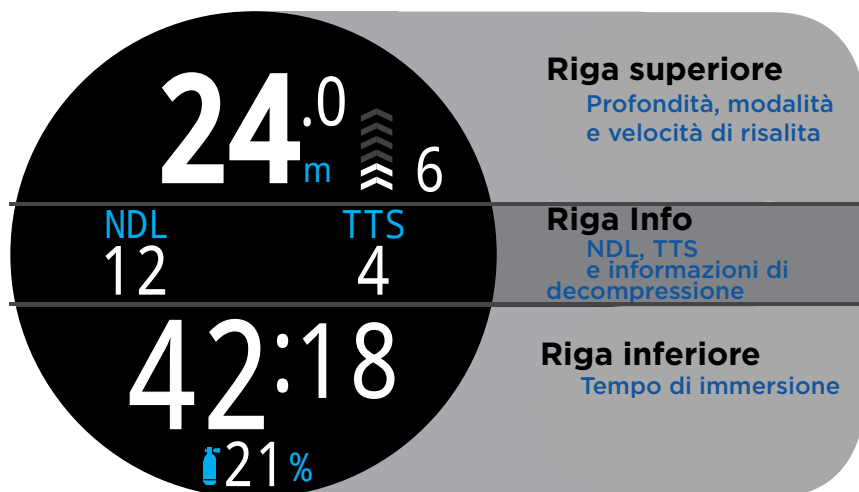 24.0 m 6
Riga superiore
Profondità, modalità
e velocità di risalita
NDL TTS
12 4
Riga Info
NDL, TTS
e informazioni di
decompressione
42:18
21%
Riga inferiore
Tempo di immersione